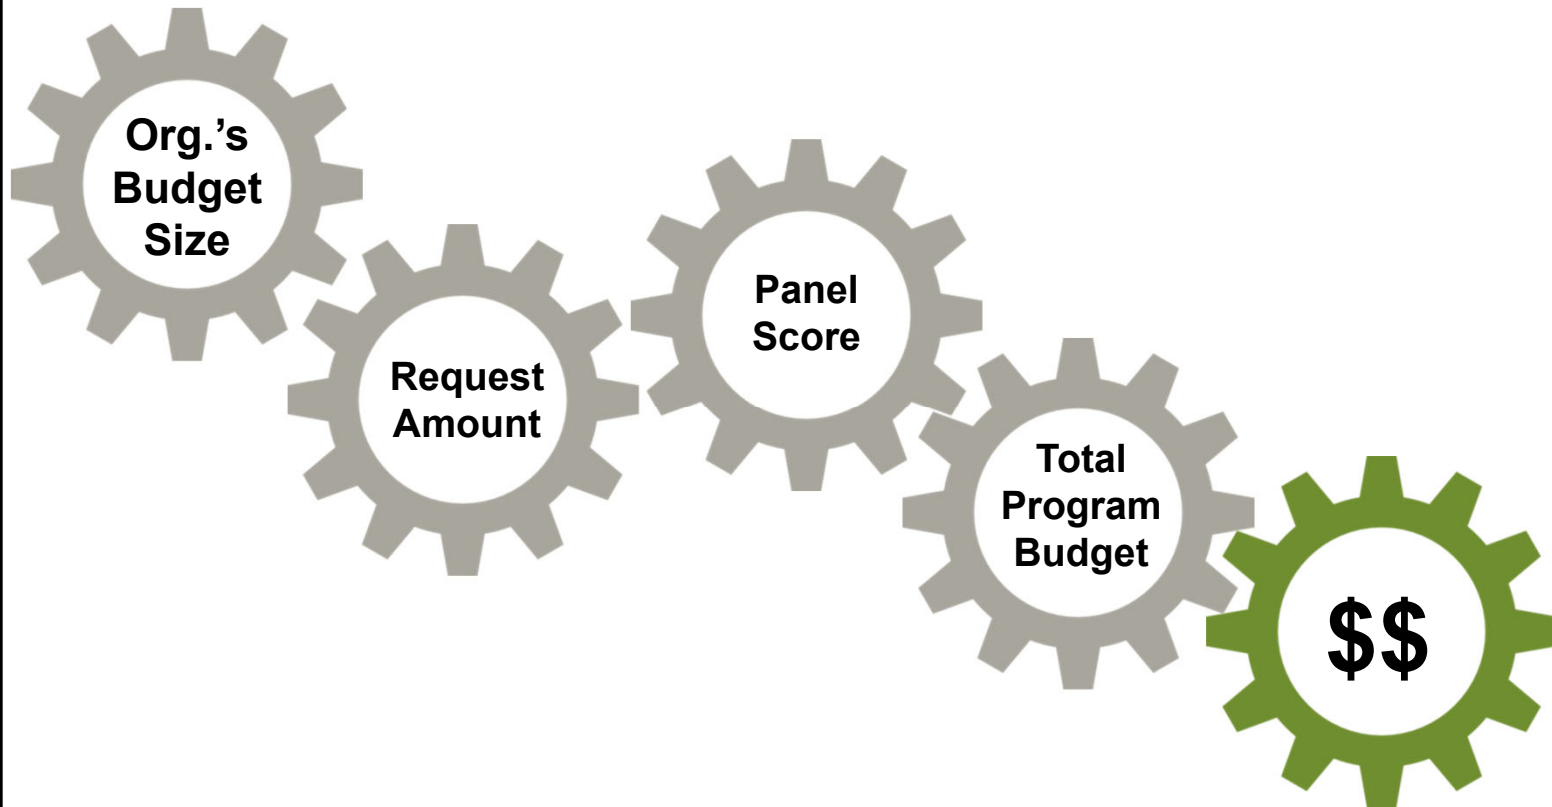 Org.’s
Budget
Size
Request
Amount
Panel
Score
Total
Program
Budget
$$